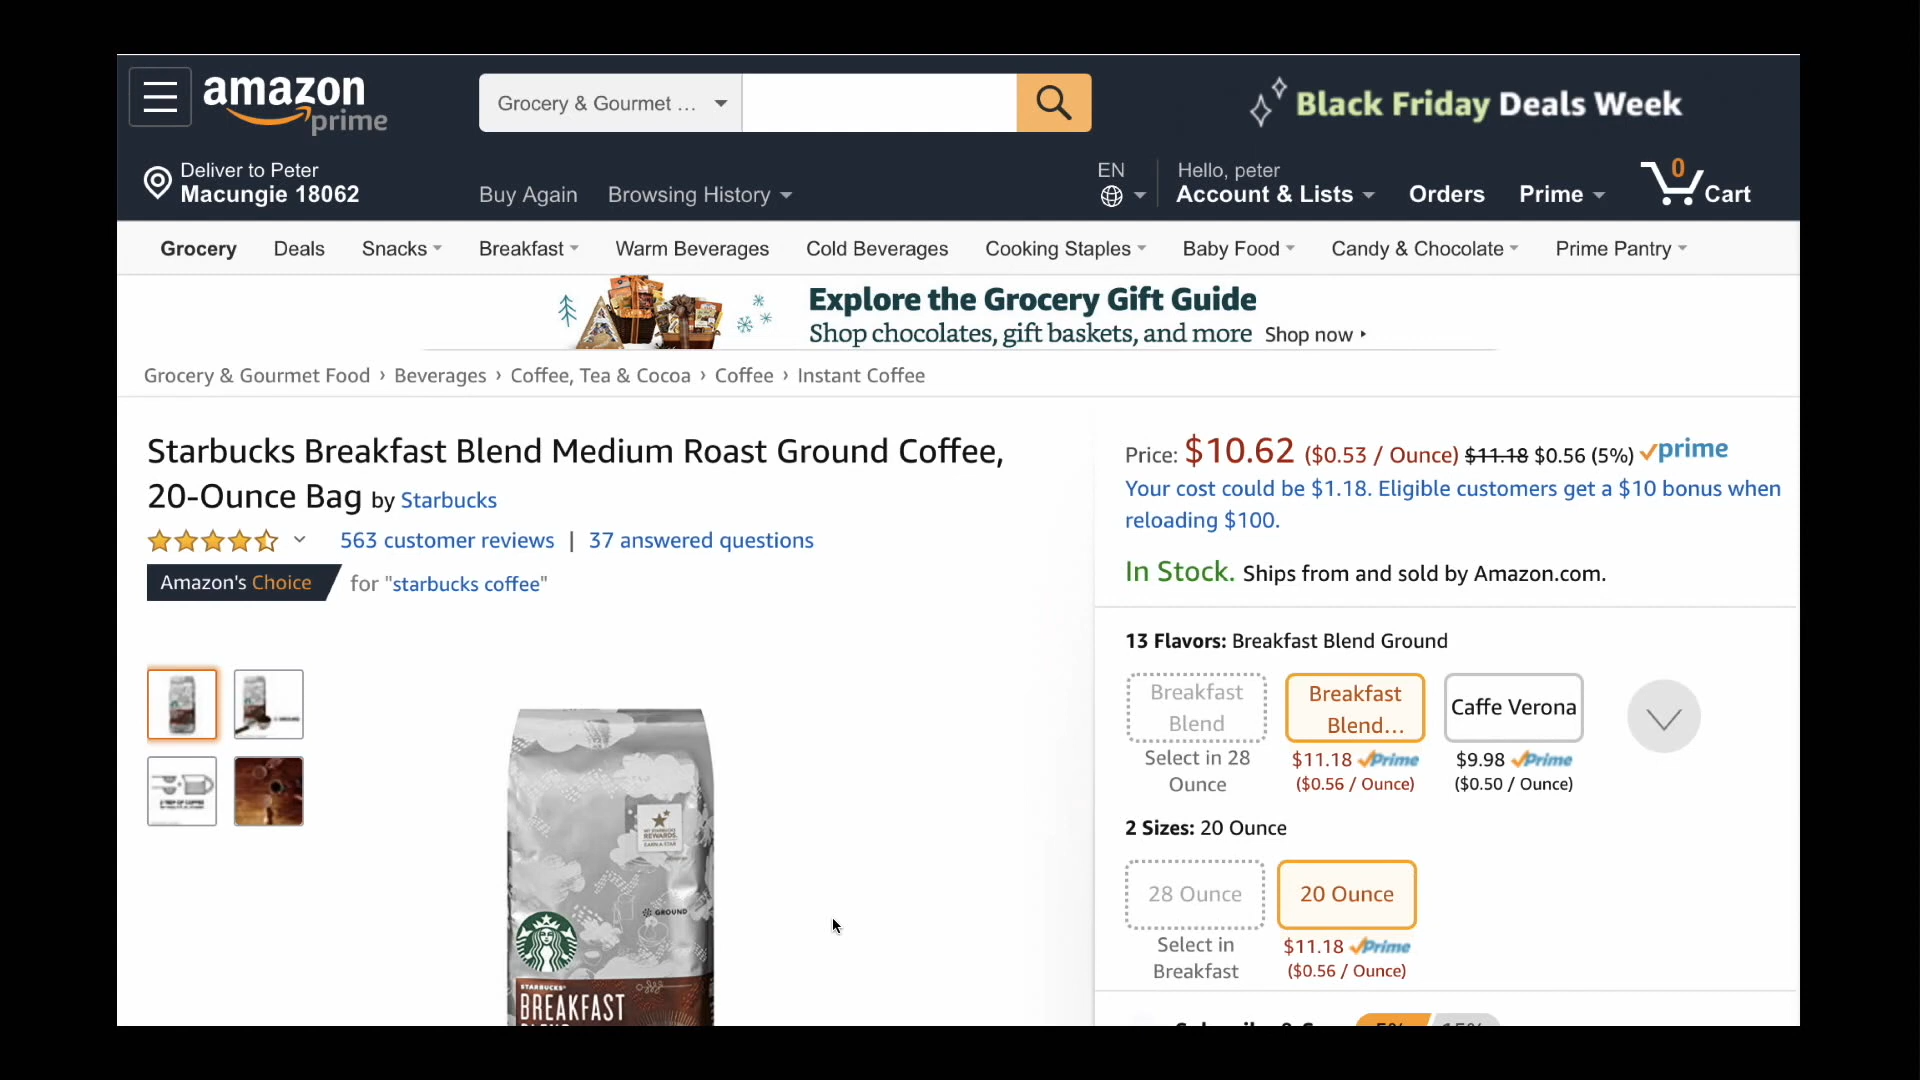 amazon
prime
Grocery & Gourmet ...
Black Friday Deals Week
Deliver to Peter
Macungie 18062
Buy Again
Browsing History
EN
Hello, peter
Account & Lists
Orders
Prime
0
Cart
Grocery
Deals
Snacks
Breakfast
Warm Beverages
Cold Beverages
Cooking Staples
Baby Food
Candy & Chocolate
Prime Pantry
Explore the Grocery Gift Guide
Shop chocolates, gift baskets, and more Shop now
Grocery & Gourmet Food › Beverages › Coffee, Tea & Cocoa › Coffee › Instant Coffee
Starbucks Breakfast Blend Medium Roast Ground Coffee,
20-Ounce Bag by Starbucks
563 customer reviews | 37 answered questions
Amazon's Choice for "starbucks coffee"
Price: $10.62 ($0.53 / Ounce) $11.18 $0.56 (5%) prime
Your cost could be $1.18. Eligible customers get a $10 bonus when
reloading $100.
In Stock. Ships from and sold by Amazon.com.
13 Flavors: Breakfast Blend Ground
Breakfast
Blend
Select in 28
Ounce
Breakfast
Blend...
$11.18 Prime
($0.56 / Ounce)
Caffe Verona
$9.98 Prime
($0.50 / Ounce)
2 Sizes: 20 Ounce
28 Ounce
Select in
Breakfast
20 Ounce
$11.18 Prime
($0.56 / Ounce)
MY STARBUCKS
REWARDS
EARN A STAR
GROUND
STARBUCKS
BREAKFAST